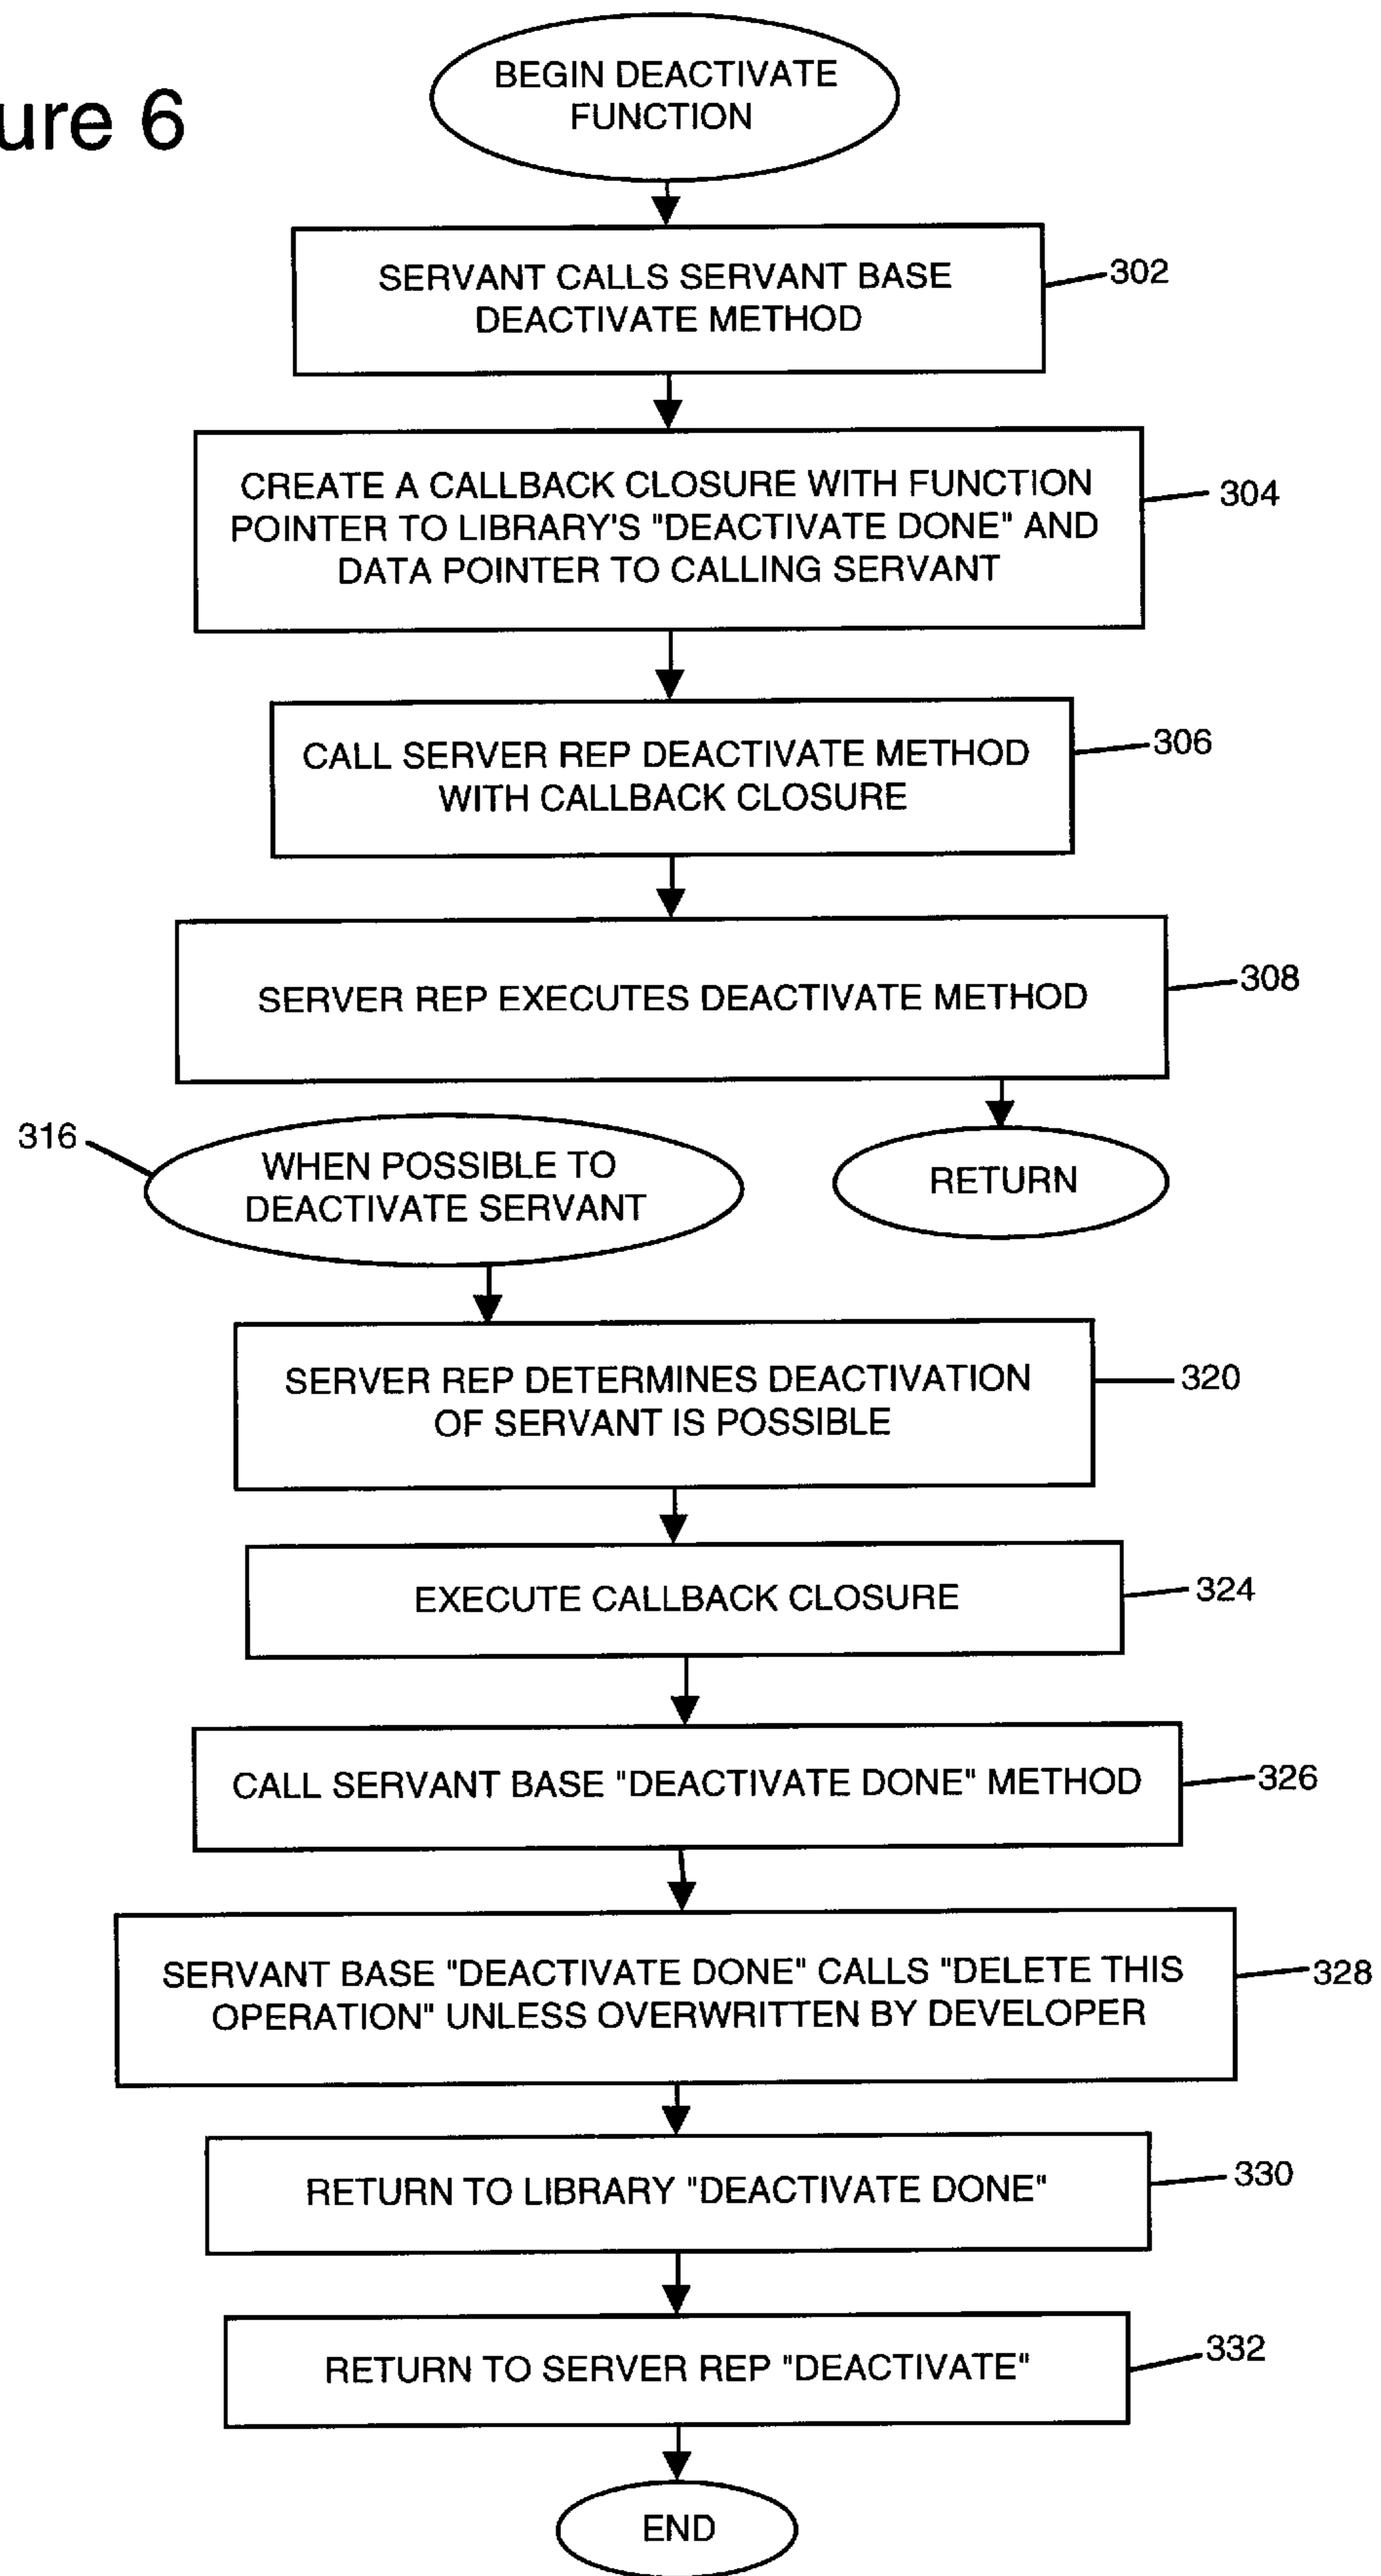 ure 6
BEGIN DEACTIVATE
FUNCTION
SERVANT CALLS SERVANT BASE
DEACTIVATE METHOD
302
CREATE A CALLBACK CLOSURE WITH FUNCTION
POINTER TO LIBRARY'S "DEACTIVATE DONE" AND
DATA POINTER TO CALLING SERVANT
304
CALL SERVER REP DEACTIVATE METHOD
WITH CALLBACK CLOSURE
306
SERVER REP EXECUTES DEACTIVATE METHOD
308
316
WHEN POSSIBLE TO
DEACTIVATE SERVANT
RETURN
SERVER REP DETERMINES DEACTIVATION
OF SERVANT IS POSSIBLE
320
EXECUTE CALLBACK CLOSURE
324
CALL SERVANT BASE "DEACTIVATE DONE" METHOD
326
SERVANT BASE "DEACTIVATE DONE" CALLS "DELETE THIS
OPERATION" UNLESS OVERWRITTEN BY DEVELOPER
328
RETURN TO LIBRARY "DEACTIVATE DONE"
330
RETURN TO SERVER REP "DEACTIVATE"
332
END